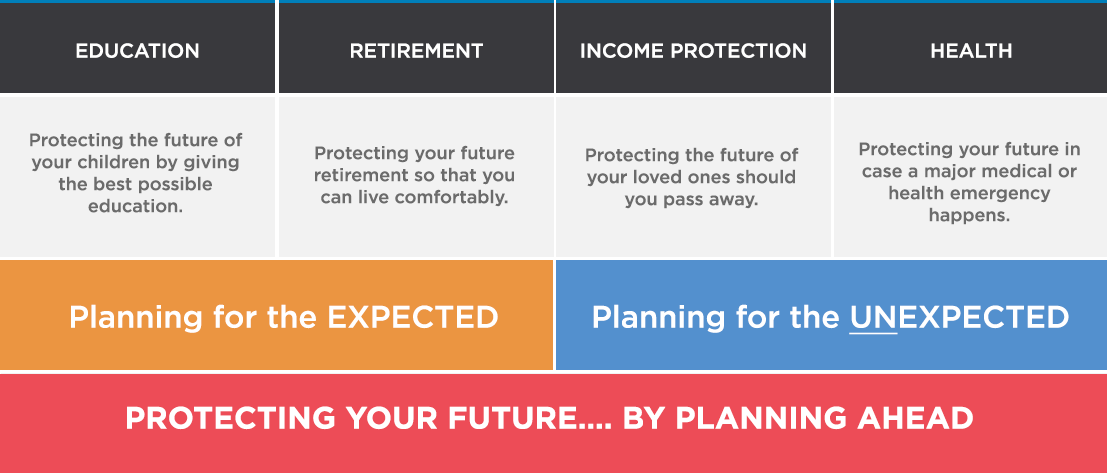 EDUCATION
RETIREMENT
INCOME PROTECTION
HEALTH
Protecting the future of
your children by giving
the best possible
education.
Protecting your future
retirement so that you
can live comfortably.
Protecting the future of
your loved ones should
you pass away.
Protecting your future in
case a major medical or
health emergency
happens.
Planning for the EXPECTED
Planning for the UNEXPECTED
PROTECTING YOUR FUTURE.... BY PLANNING AHEAD